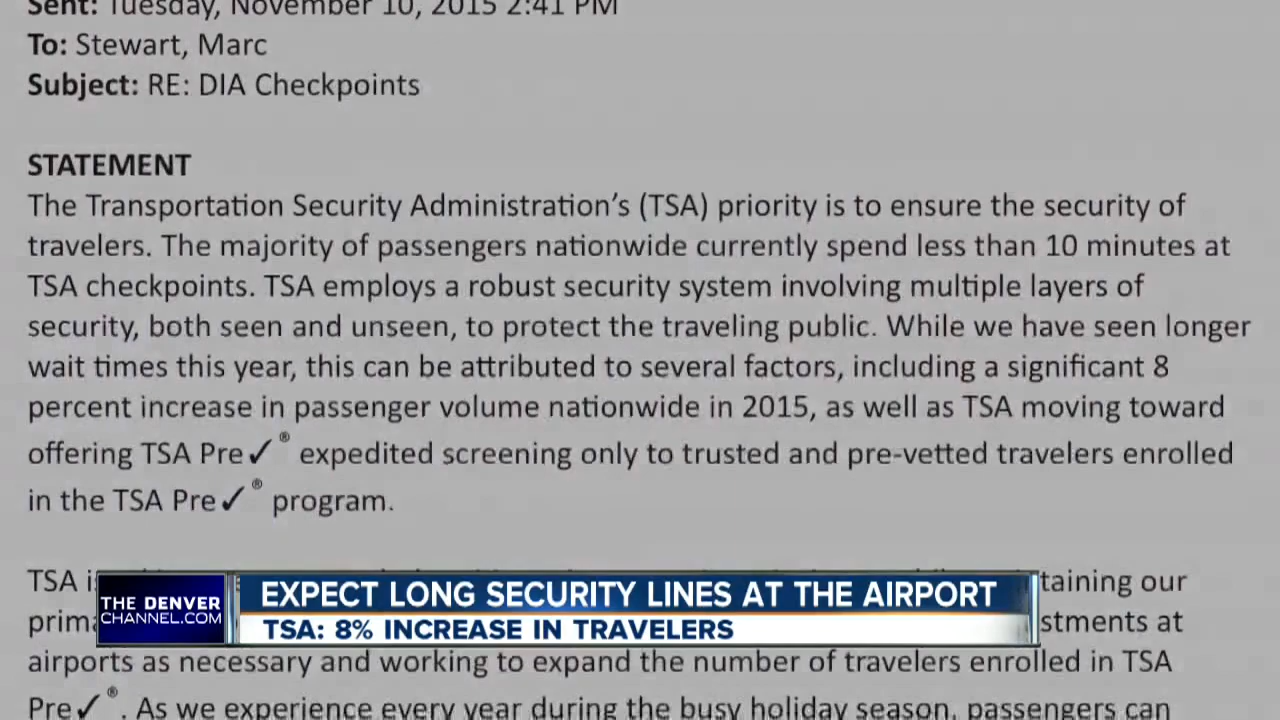 Sent: Tuesday, November 10, 2015 2:41 PM
To: Stewart, Marc
Subject: RE: DIA Checkpoints
STATEMENT
The Transportation Security Administration’s (TSA) priority is to ensure the security of
travelers. The majority of passengers nationwide currently spend less than 10 minutes at
TSA checkpoints. TSA employs a robust security system involving multiple layers of
security, both seen and unseen, to protect the traveling public. While we have seen longer
wait times this year, this can be attributed to several factors, including a significant 8
percent increase in passenger volume nationwide in 2015, as well as TSA moving toward
offering TSA Pre✓® expedited screening only to trusted and pre-vetted travelers enrolled
in the TSA Pre✓® program.
TSA
our
at
airports as necessary and working to expand the number of travelers enrolled in TSA
Pre✓®. As we experience every year during the busy holiday season, passengers can
THE DENVER
CHANNEL.COM
EXPECT LONG SECURITY LINES AT THE AIRPORT
TSA: 8% INCREASE IN TRAVELERS